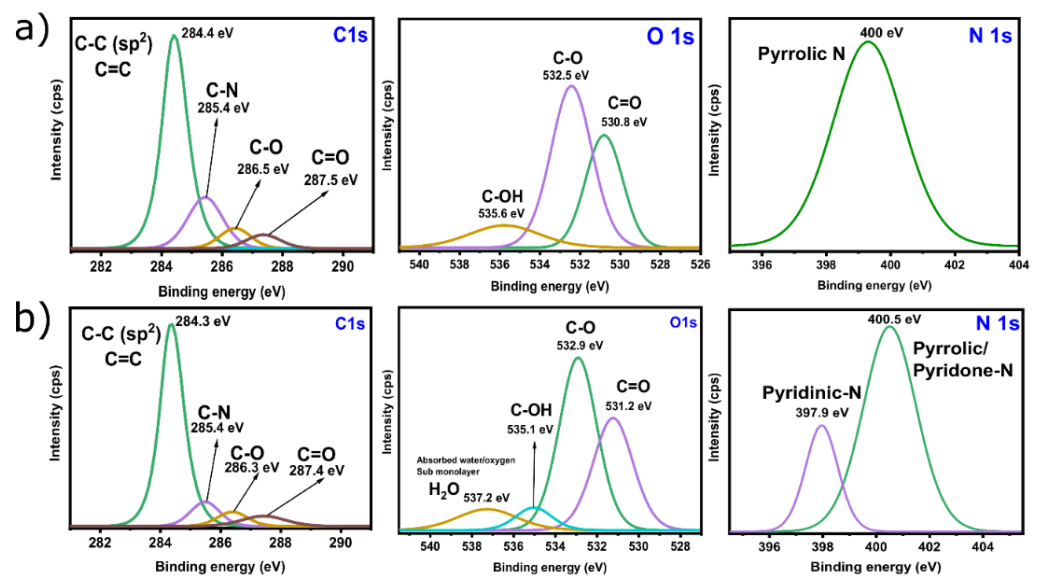 a)
C-C (sp²)
C=C
284.4 eV
C1s
C-N
285.4 eV
C-O
286.5 eV
C=O
287.5 eV
Intensity (cps)
282 284 286 288 290
Binding energy (eV)
O 1s
C-O
532.5 eV
C=O
530.8 eV
C-OH
535.6 eV
Intensity (cps)
540 538 536 534 532 530 528 526
Binding energy (eV)
400 eV
N 1s
Pyrrolic N
Intensity (cps)
396 398 400 402 404
Binding energy (eV)
b)
C-C (sp²)
C=C
284.3 eV
C1s
C-N
285.4 eV
C-O
286.3 eV
C=O
287.4 eV
Intensity (cps)
282 284 286 288 290
Binding energy (eV)
O1s
C-O
532.9 eV
C=O
531.2 eV
C-OH
535.1 eV
Absorbed water/oxygen
Sub monolayer
H₂O 537.2 eV
Intensity (cps)
540 538 536 534 532 530 528
Binding energy (eV)
400.5 eV
N 1s
Pyrrolic/
Pyridone-N
Pyridinic-N
397.9 eV
Intensity (cps)
396 398 400 402 404
Binding energy (eV)